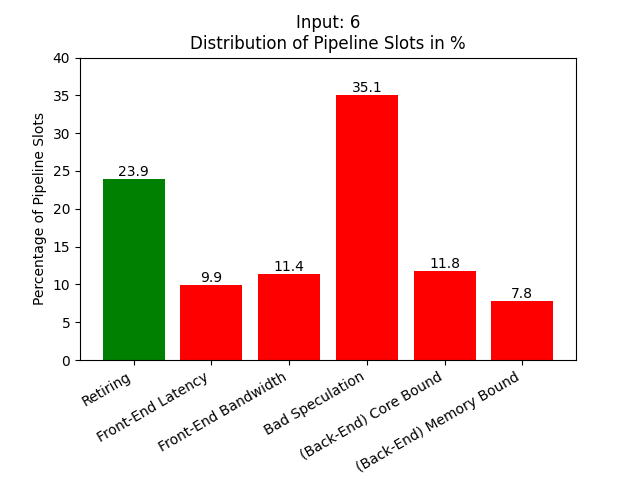 Input: 6
Distribution of Pipeline Slots in %
Percentage of Pipeline Slots
40
35
30
25
20
15
10
5
0
23.9
9.9
11.4
35.1
11.8
7.8
Retiring
Front-End Latency
Front-End Bandwidth
Bad Speculation
(Back-End) Core Bound
(Back-End) Memory Bound